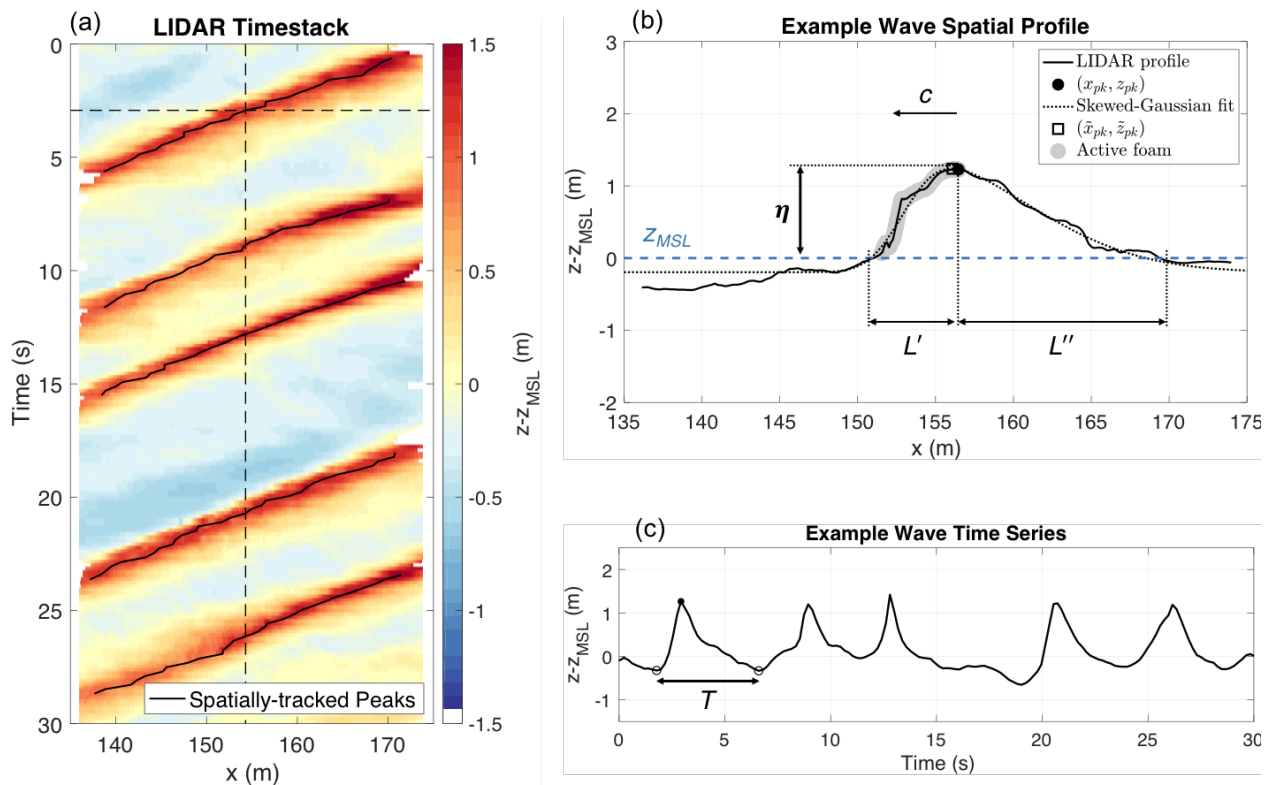 (a)
LIDAR Timestack
0
5
10
15
20
25
30
Time (s)
140
150
160
170
x (m)
Spatially-tracked Peaks
1.5
1
0.5
0
-0.5
-1
-1.5
z-z_MSL (m)
(b)
Example Wave Spatial Profile
3
2
1
0
-1
-2
z-z_MSL (m)
LIDAR profile
(x_pk, z_pk)
Skewed-Gaussian fit
(x̃_pk, z̃_pk)
Active foam
c
η
z_MSL
L′
L′′
135
140
145
150
155
160
165
170
175
x (m)
(c)
Example Wave Time Series
2
1
0
-1
z-z_MSL (m)
T
0
5
10
15
20
25
30
Time (s)